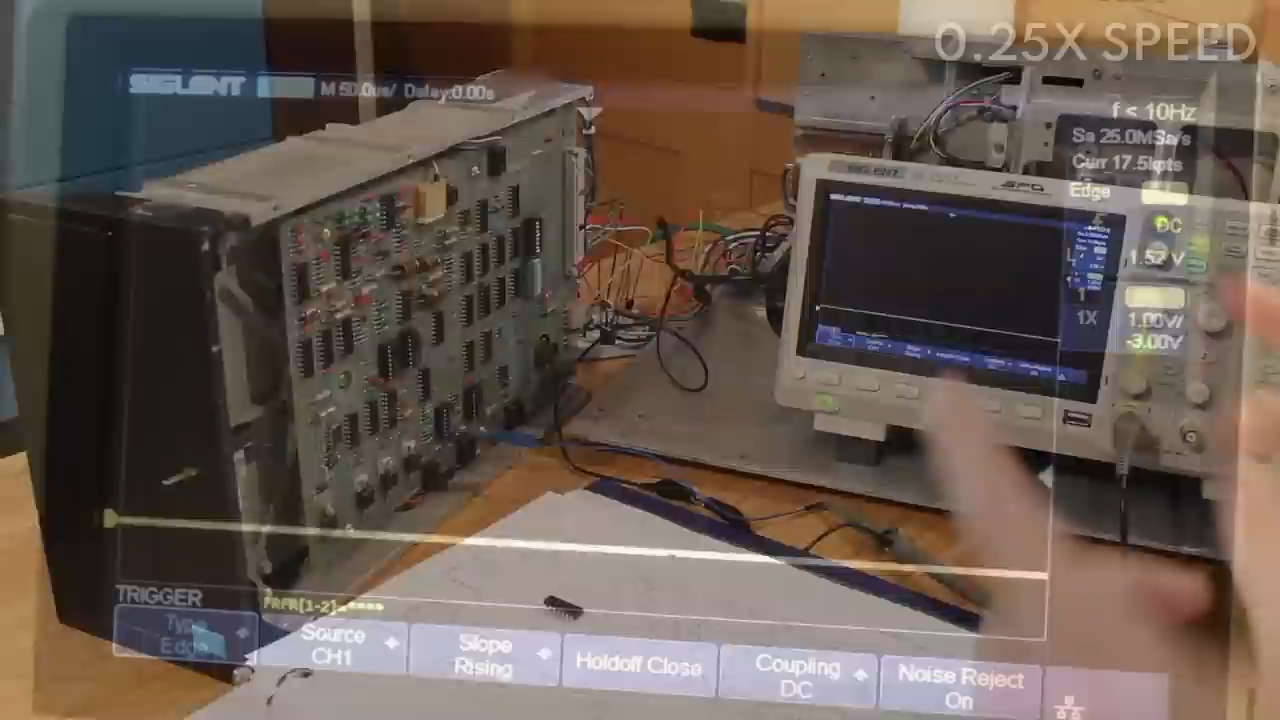 0.25X SPEED
SIGLENT M 50.0us/ Delay:0.00s
f < 10Hz
Sa 25.0MSa/s
Curr 17.5kpts
Edge
DC
1.52 V
1X
1.00V/
-3.00V
SIGLENT
TRIGGER
Type
Edge
Source
CH1
Slope
Rising
Holdoff Close
Coupling
DC
Noise Reject
On